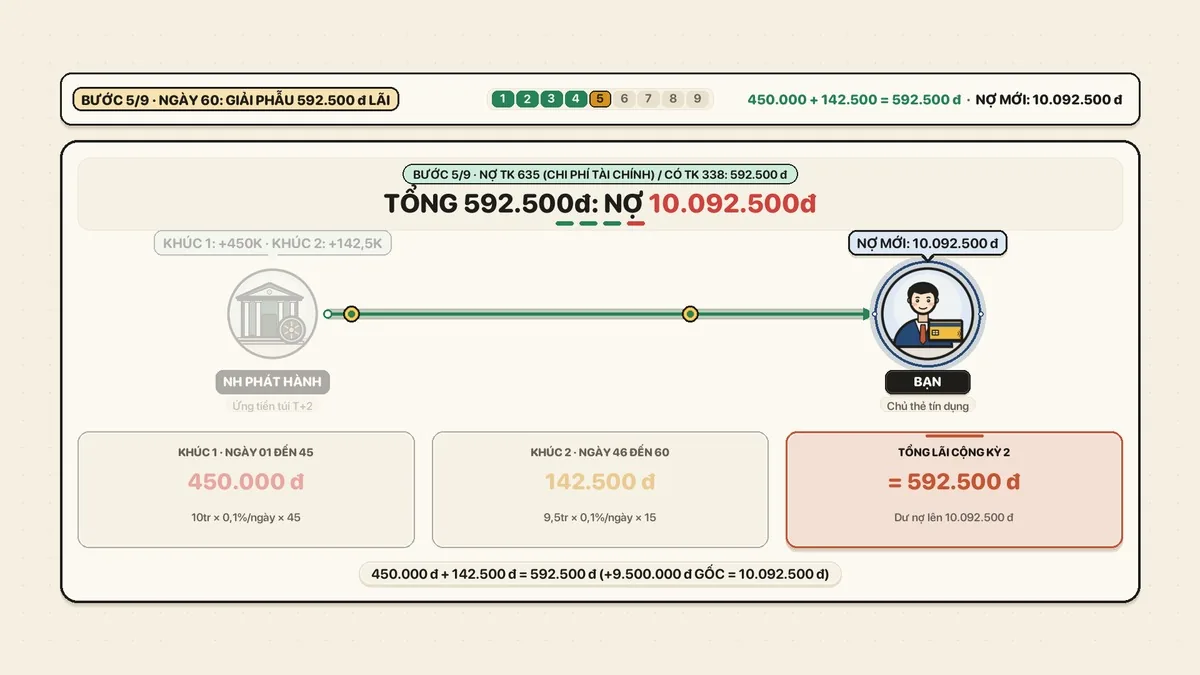 BƯỚC 5/9 · NGÀY 60: GIẢI PHẪU 592.500 đ LÃI
1 2 3 4 5 6 7 8 9
450.000 + 142.500 = 592.500 đ · NỢ MỚI: 10.092.500 đ
BƯỚC 5/9 · NỢ TK 635 (CHI PHÍ TÀI CHÍNH) / CÓ TK 338: 592.500 đ
TỔNG 592.500đ: NỢ 10.092.500đ
KHÚC 1: +450K · KHÚC 2: +142,5K
NỢ MỚI: 10.092.500 đ
NH PHÁT HÀNH
Ứng tiền túi T+2
BẠN
Chủ thẻ tín dụng
KHÚC 1 · NGÀY 01 ĐẾN 45
450.000 đ
10tr × 0,1%/ngày × 45
KHÚC 2 · NGÀY 46 ĐẾN 60
142.500 đ
9,5tr × 0,1%/ngày × 15
TỔNG LÃI CỘNG KỲ 2
= 592.500 đ
Dư nợ lên 10.092.500 đ
450.000 đ + 142.500 đ = 592.500 đ (+9.500.000 đ GỐC = 10.092.500 đ)